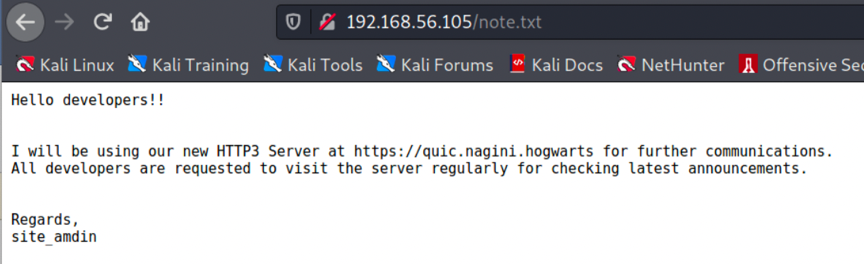 192.168.56.105/note.txt
Kali Linux Kali Training Kali Tools Kali Forums Kali Docs NetHunter Offensive Sec
Hello developers!!
I will be using our new HTTP3 Server at https://quic.nagini.hogwarts for further communications.
All developers are requested to visit the server regularly for checking latest announcements.
Regards,
site_amdin